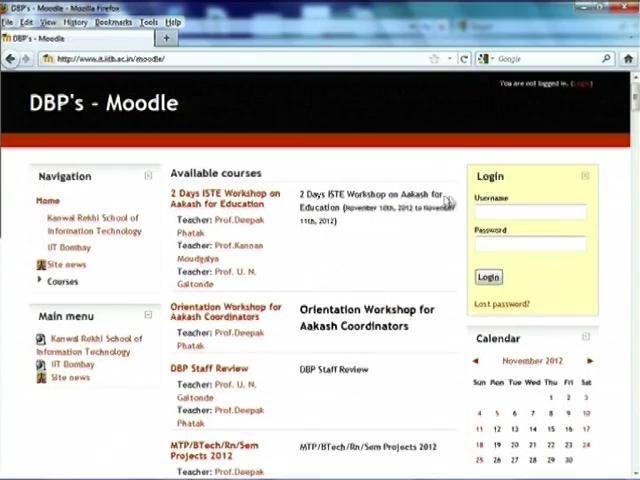 DBP's - Moodle - Mozilla Firefox
File Edit View History Bookmarks Tools Help
DBP's - Moodle
http://www.it.iitb.ac.in/moodle/
Google
You are not logged in. (Login)
DBP's - Moodle
Navigation
Home
Kanwal Rekhi School of
Information Technology
IIT Bombay
Site news
Courses
Main menu
Kanwal Rekhi School of
Information Technology
IIT Bombay
Site news
Available courses
2 Days ISTE Workshop on
Aakash for Education
Teacher: Prof.Deepak
Phatak
Teacher: Prof.Kannan
Moudgalya
Teacher: Prof. U. N.
Gaitonde
2 Days ISTE Workshop on Aakash for
Education (November 10th, 2012 to November
11th, 2012)
Orientation Workshop for
Aakash Coordinators
Teacher: Prof.Deepak
Phatak
Orientation Workshop for
Aakash Coordinators
DBP Staff Review
Teacher: Prof. U. N.
Gaitonde
Teacher: Prof.Deepak
Phatak
DBP Staff Review
MTP/BTech/Rn/Sem
Projects 2012
Teacher: Prof.Deepak
MTP/BTech/Rn/Sem Projects 2012
Login
Username
Password
Login
Lost password?
Calendar
November 2012
Sun Mon Tue Wed Thu Fri Sat
1 2 3
4 5 6 7 8 9 10
11 12 13 14 15 16 17
18 19 20 21 22 23 24
25 26 27 28 29 30